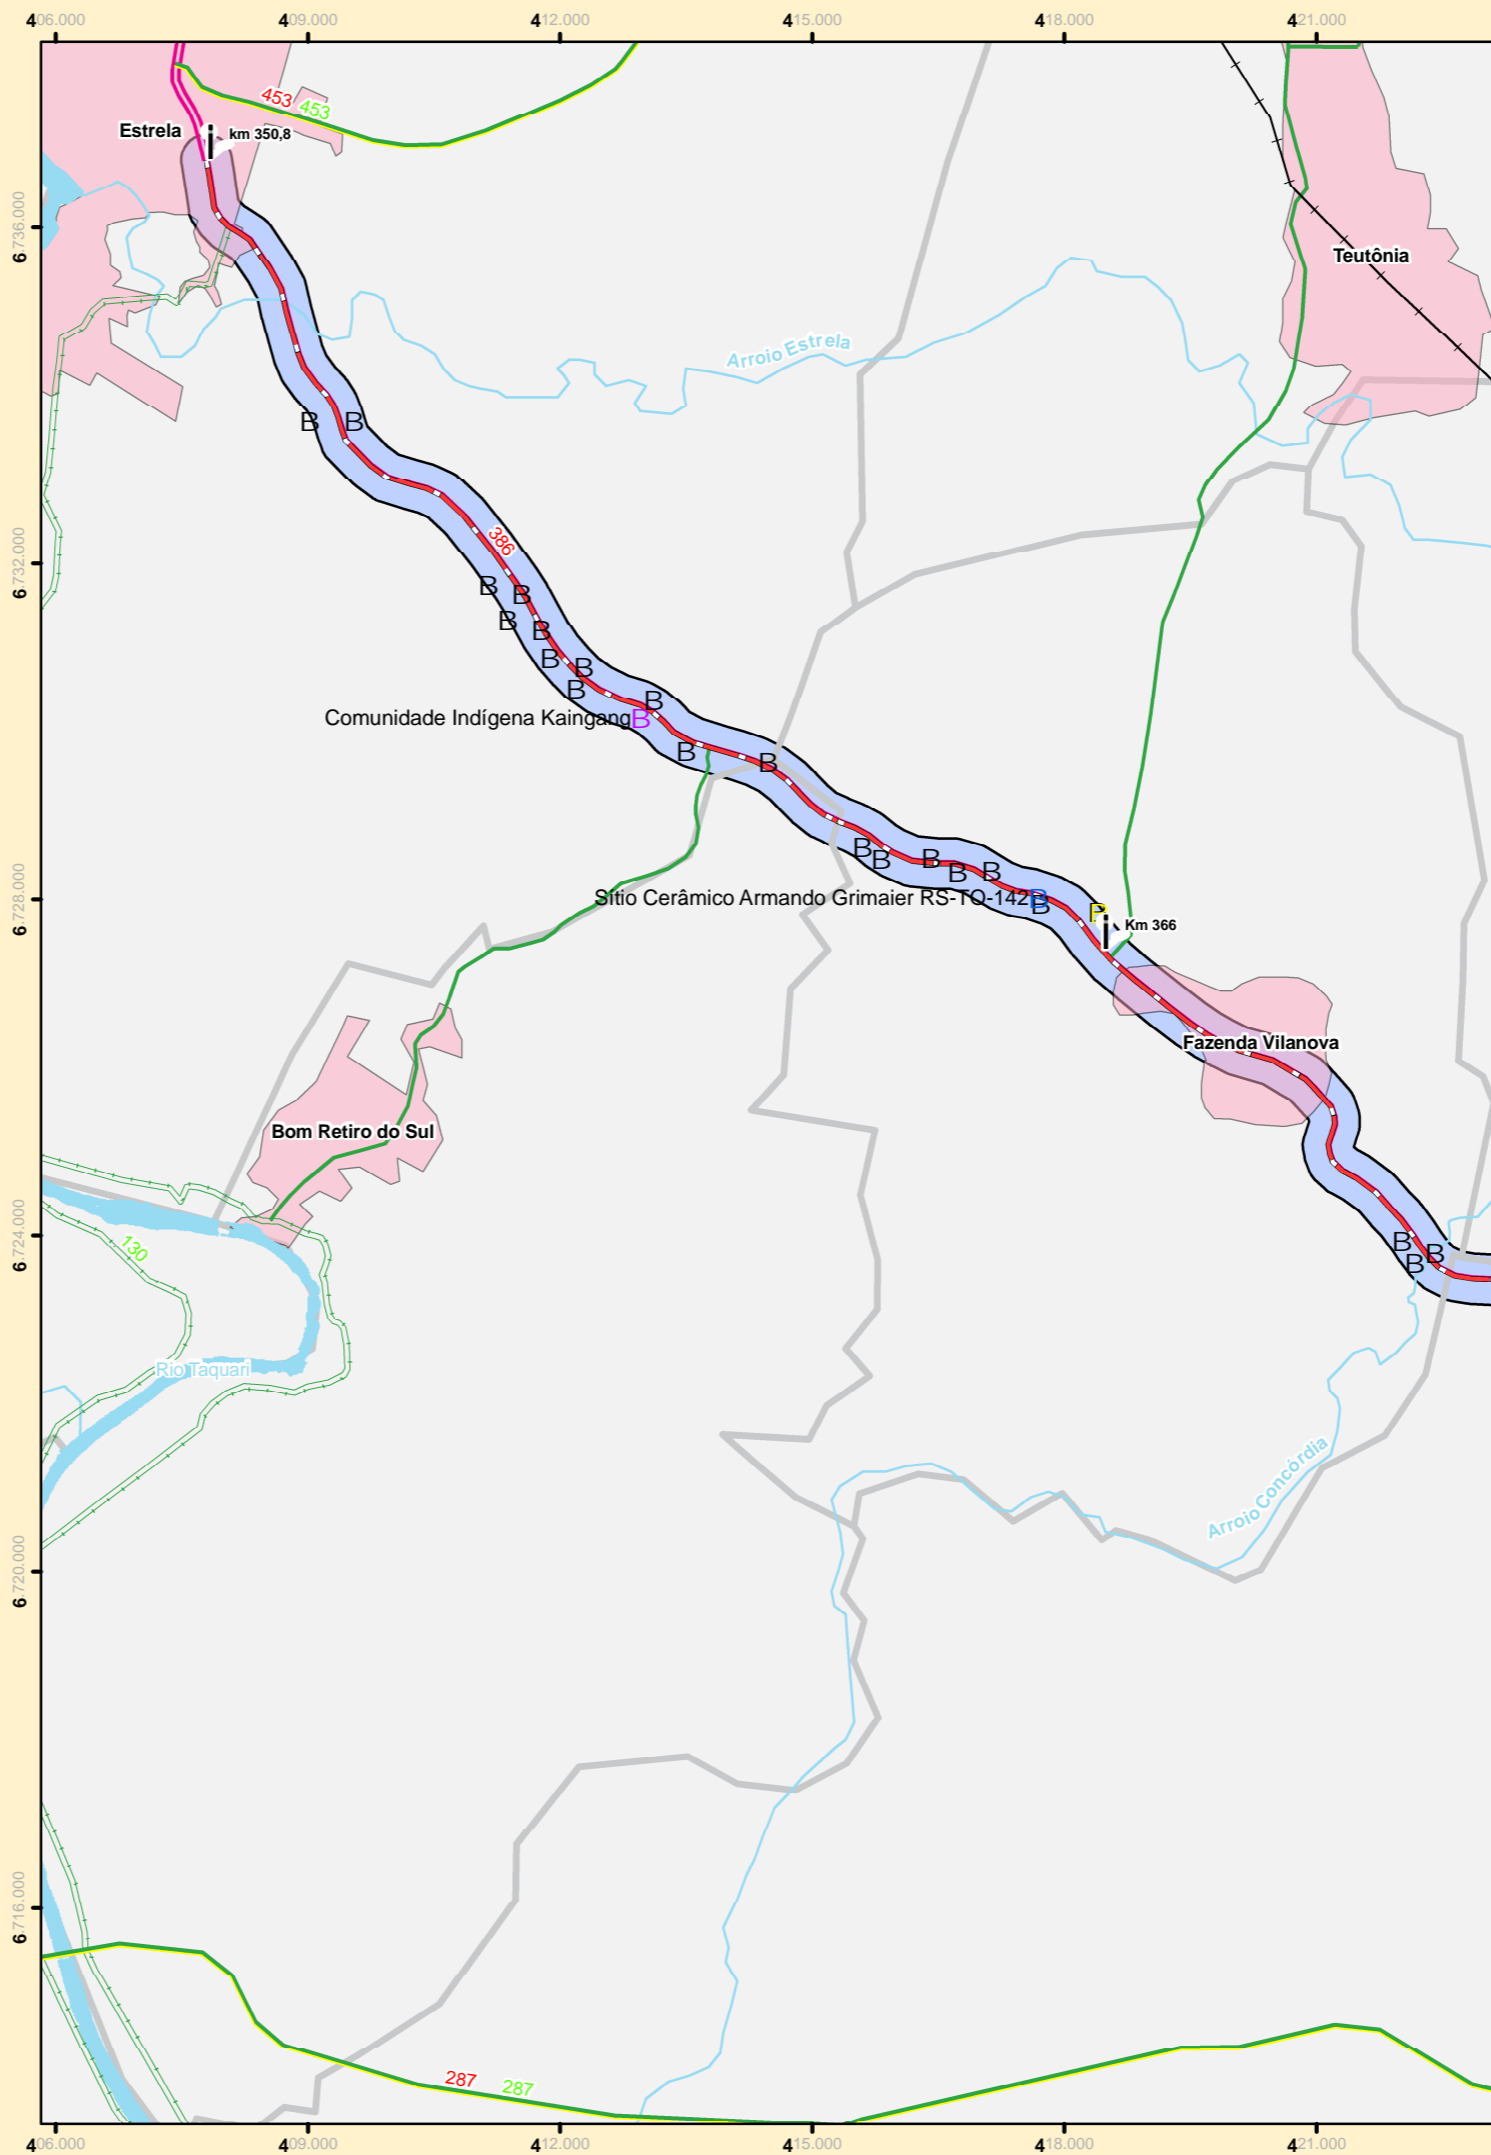 406.000 409.000 412.000 415.000 418.000 421.000
453 453
Estrela
km 350,8
6.736.000
Teutônia
Arroio Estrela
B B
386
6.732.000
B B
B B
B B
B B
Comunidade Indígena Kaingang B
B B
B B
B B B
Sítio Cerâmico Armando Grimaier RS-TO-142 B
B
6.728.000
Km 366
Fazenda Vilanova
Bom Retiro do Sul
6.724.000
130
B B
B
Rio Taquari
Arroio Concórdia
6.720.000
6.716.000
287 287
406.000 409.000 412.000 415.000 418.000 421.000